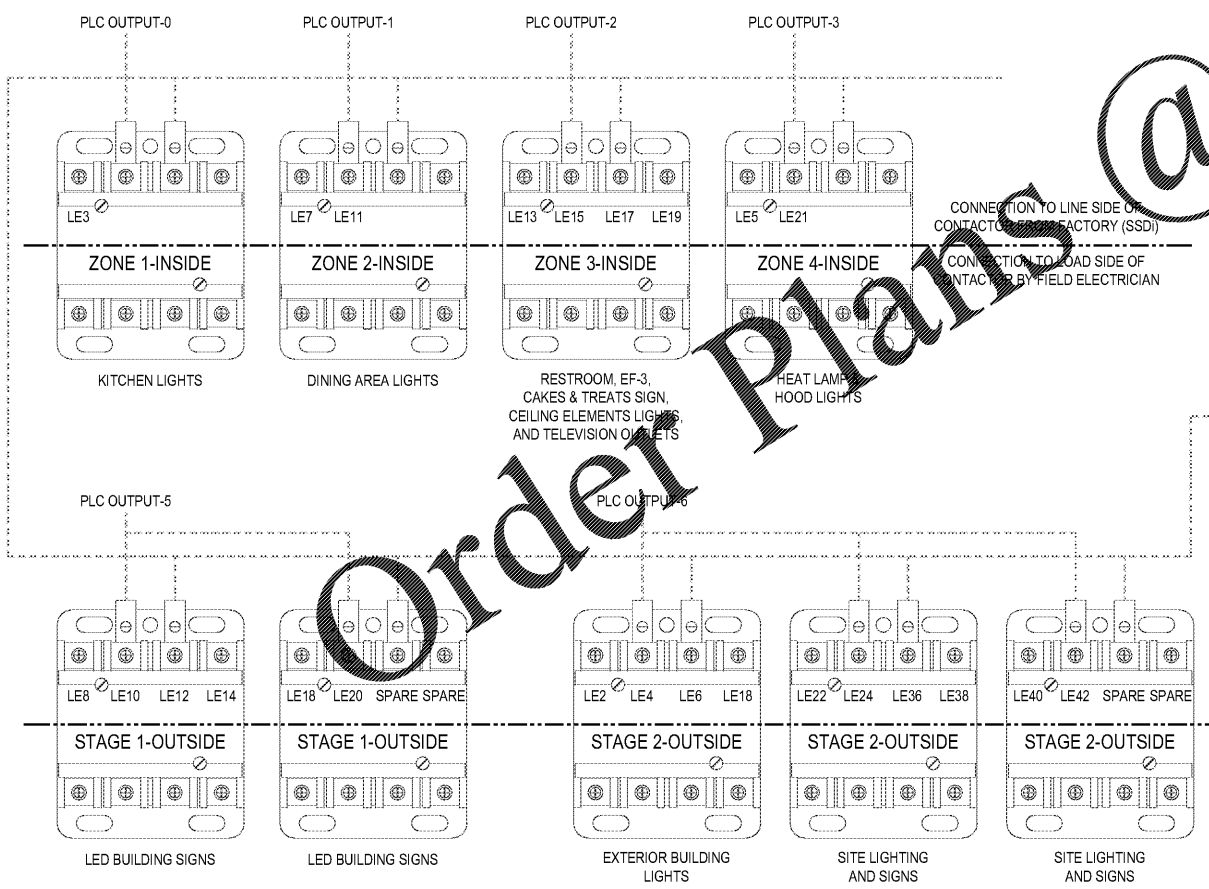 PLC OUTPUT-0
PLC OUTPUT-1
PLC OUTPUT-2
PLC OUTPUT-3
LE3
LE7 LE11
LE13 LE15 LE17 LE19
LE5 LE21
CONNECTION TO LINE SIDE OF
CONTACTOR FROM FACTORY (SSDi)
CONNECTION TO LOAD SIDE OF
CONTACTOR BY FIELD ELECTRICIAN
ZONE 1-INSIDE
ZONE 2-INSIDE
ZONE 3-INSIDE
ZONE 4-INSIDE
KITCHEN LIGHTS
DINING AREA LIGHTS
RESTROOM, EF-3,
CAKES & TREATS SIGN,
CEILING ELEMENTS LIGHTS,
AND TELEVISION OUTLETS
HEAT LAMP &
HOOD LIGHTS
Order Plans @
PLC OUTPUT-5
PLC OUTPUT-6
LE8 LE10 LE12 LE14
LE18 LE20 SPARE SPARE
LE2 LE4 LE6 LE18
LE22 LE24 LE36 LE38
LE40 LE42 SPARE SPARE
STAGE 1-OUTSIDE
STAGE 1-OUTSIDE
STAGE 2-OUTSIDE
STAGE 2-OUTSIDE
STAGE 2-OUTSIDE
LED BUILDING SIGNS
LED BUILDING SIGNS
EXTERIOR BUILDING
LIGHTS
SITE LIGHTING
AND SIGNS
SITE LIGHTING
AND SIGNS